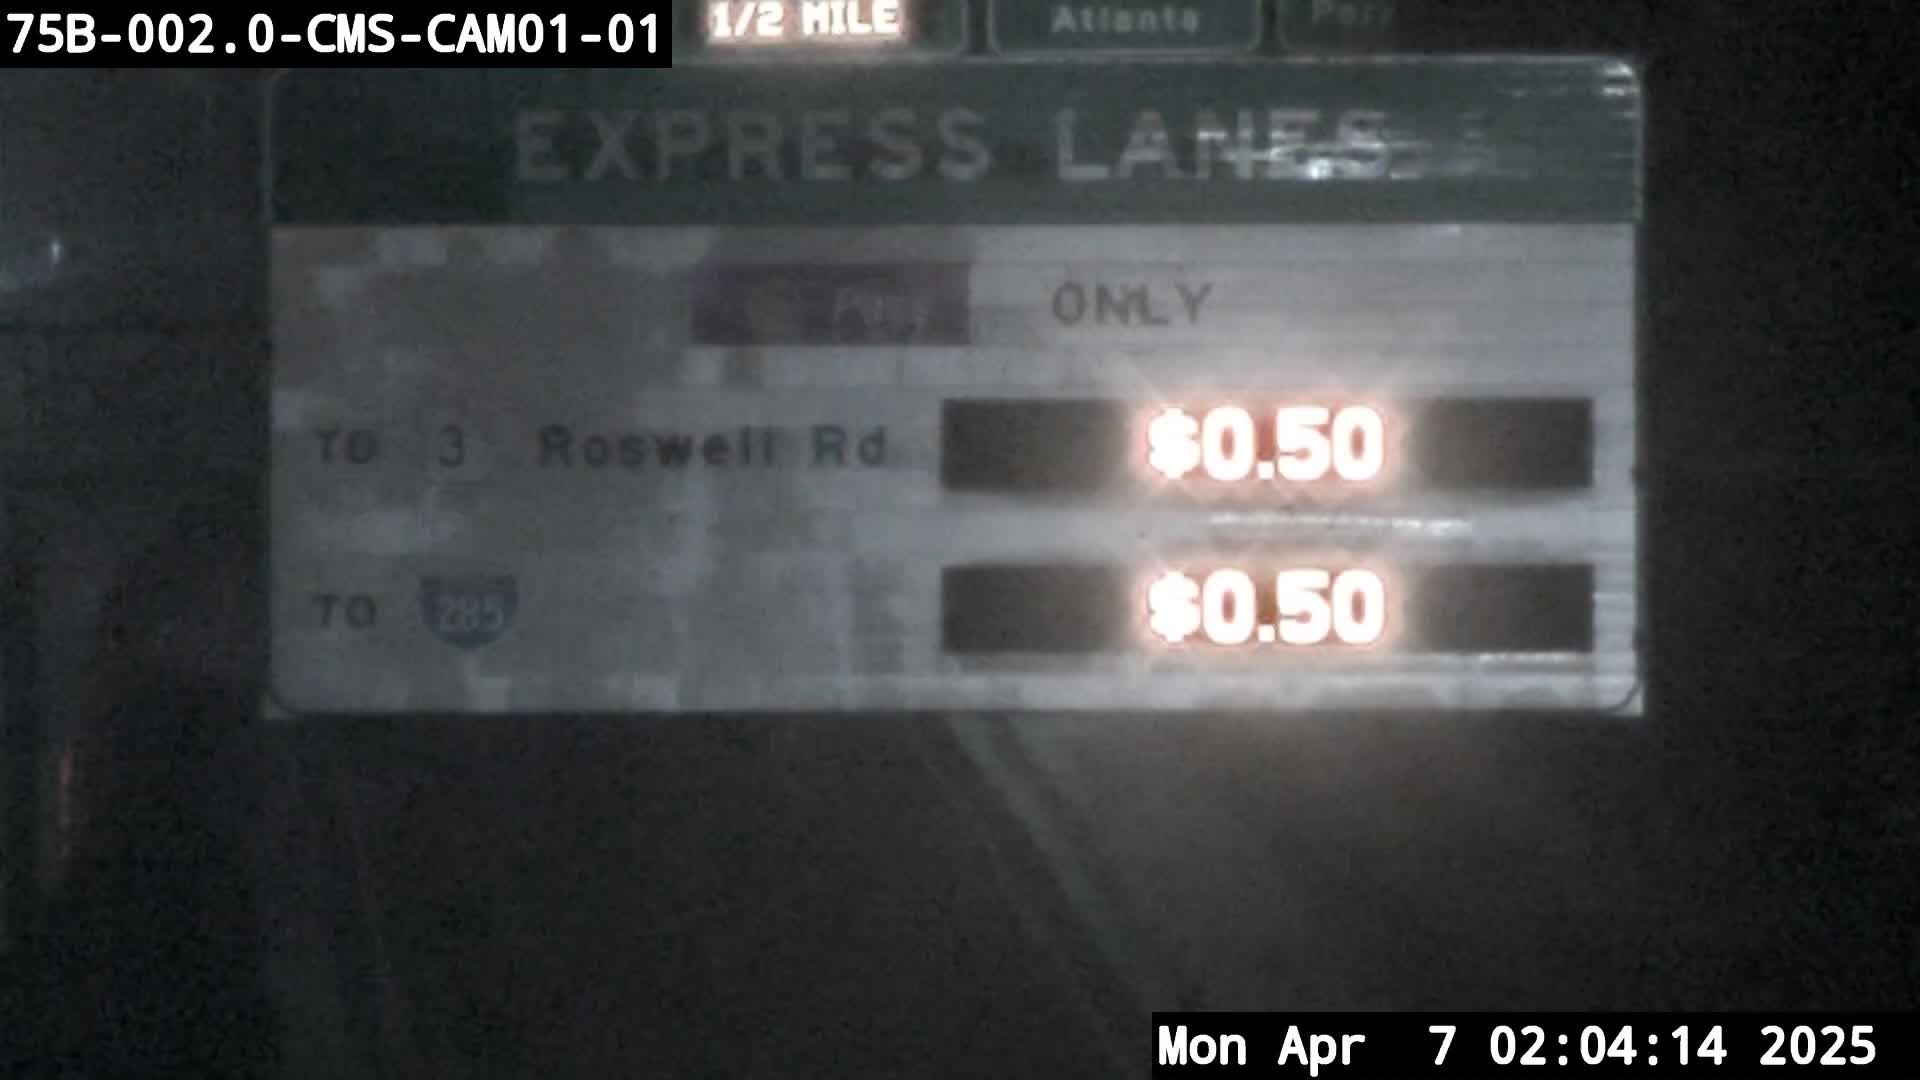 75B-002.0-CMS-CAM01-01
1/2 MILE
Atlanta
EXPRESS LANES
Pass ONLY
TO 3 Roswell Rd $0.50
TO 285 $0.50
Mon Apr 7 02:04:14 2025